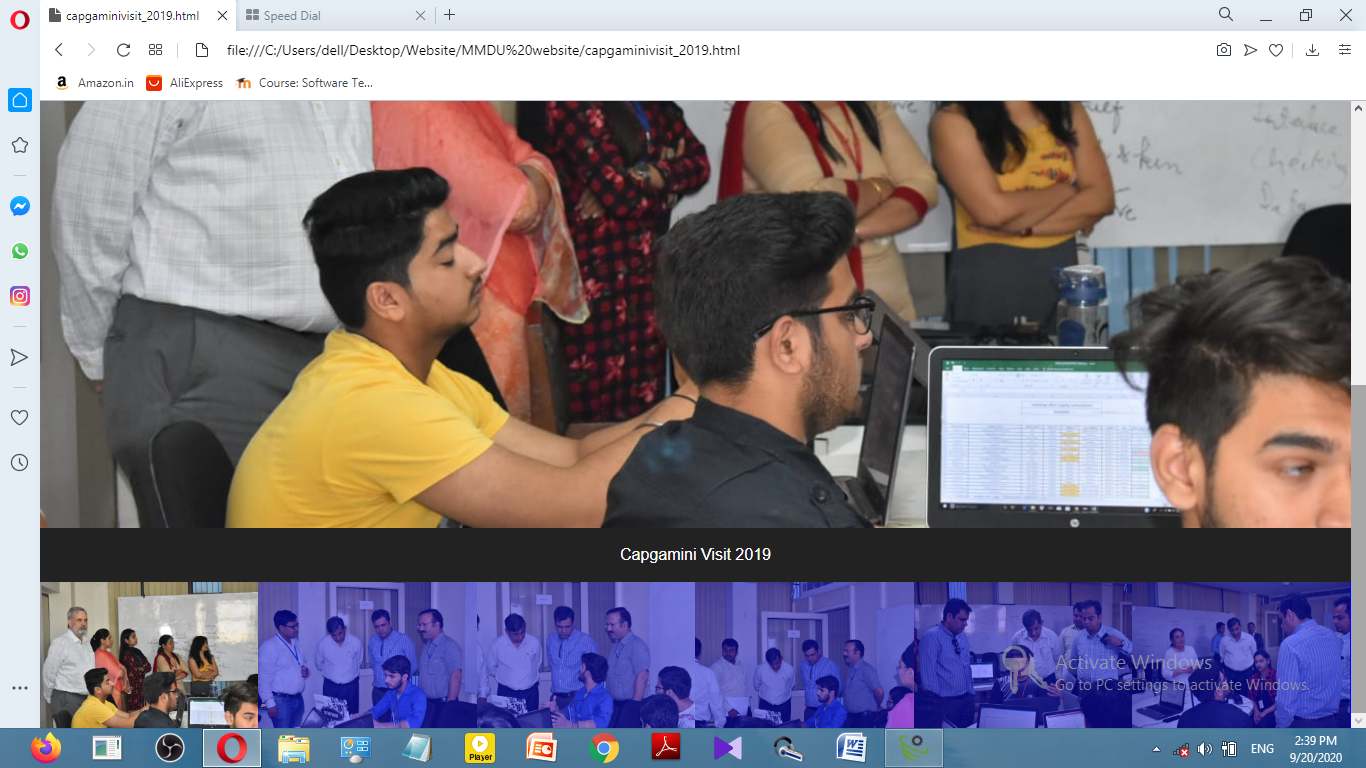 capgaminivisit_2019.html
Speed Dial
file:///C:/Users/dell/Desktop/Website/MMDU%20website/capgaminivisit_2019.html
Amazon.in
AliExpress
Course: Software Te...
Checking
Capgamini Visit 2019
Activate Windows
Go to PC settings to activate Windows.
Player
ENG
2:39 PM
9/20/2020